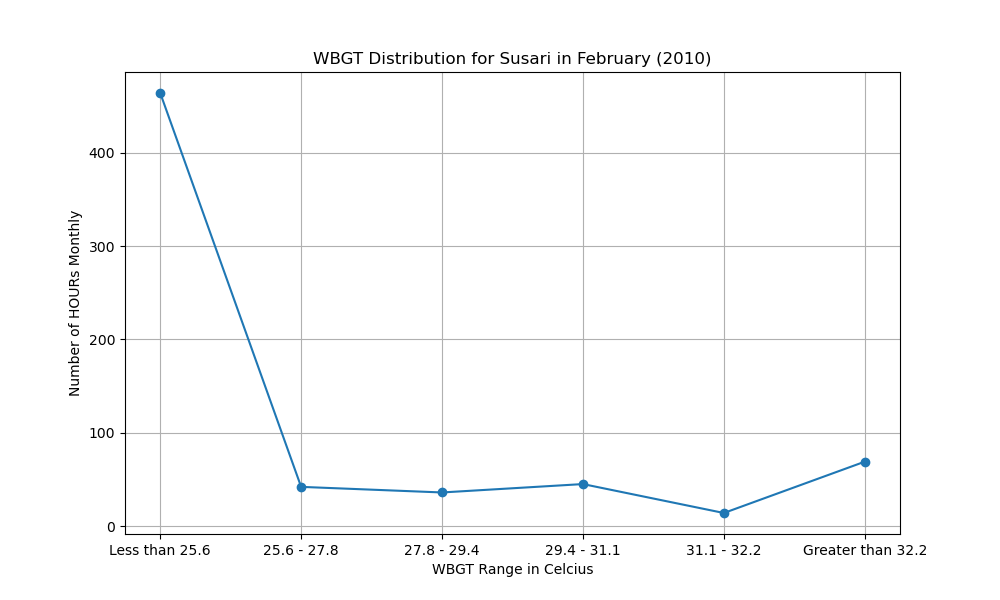 WBGT Distribution for Susari in February (2010)
Number of HOURs Monthly
400
300
200
100
0
Less than 25.6
25.6 - 27.8
27.8 - 29.4
29.4 - 31.1
31.1 - 32.2
Greater than 32.2
WBGT Range in Celcius